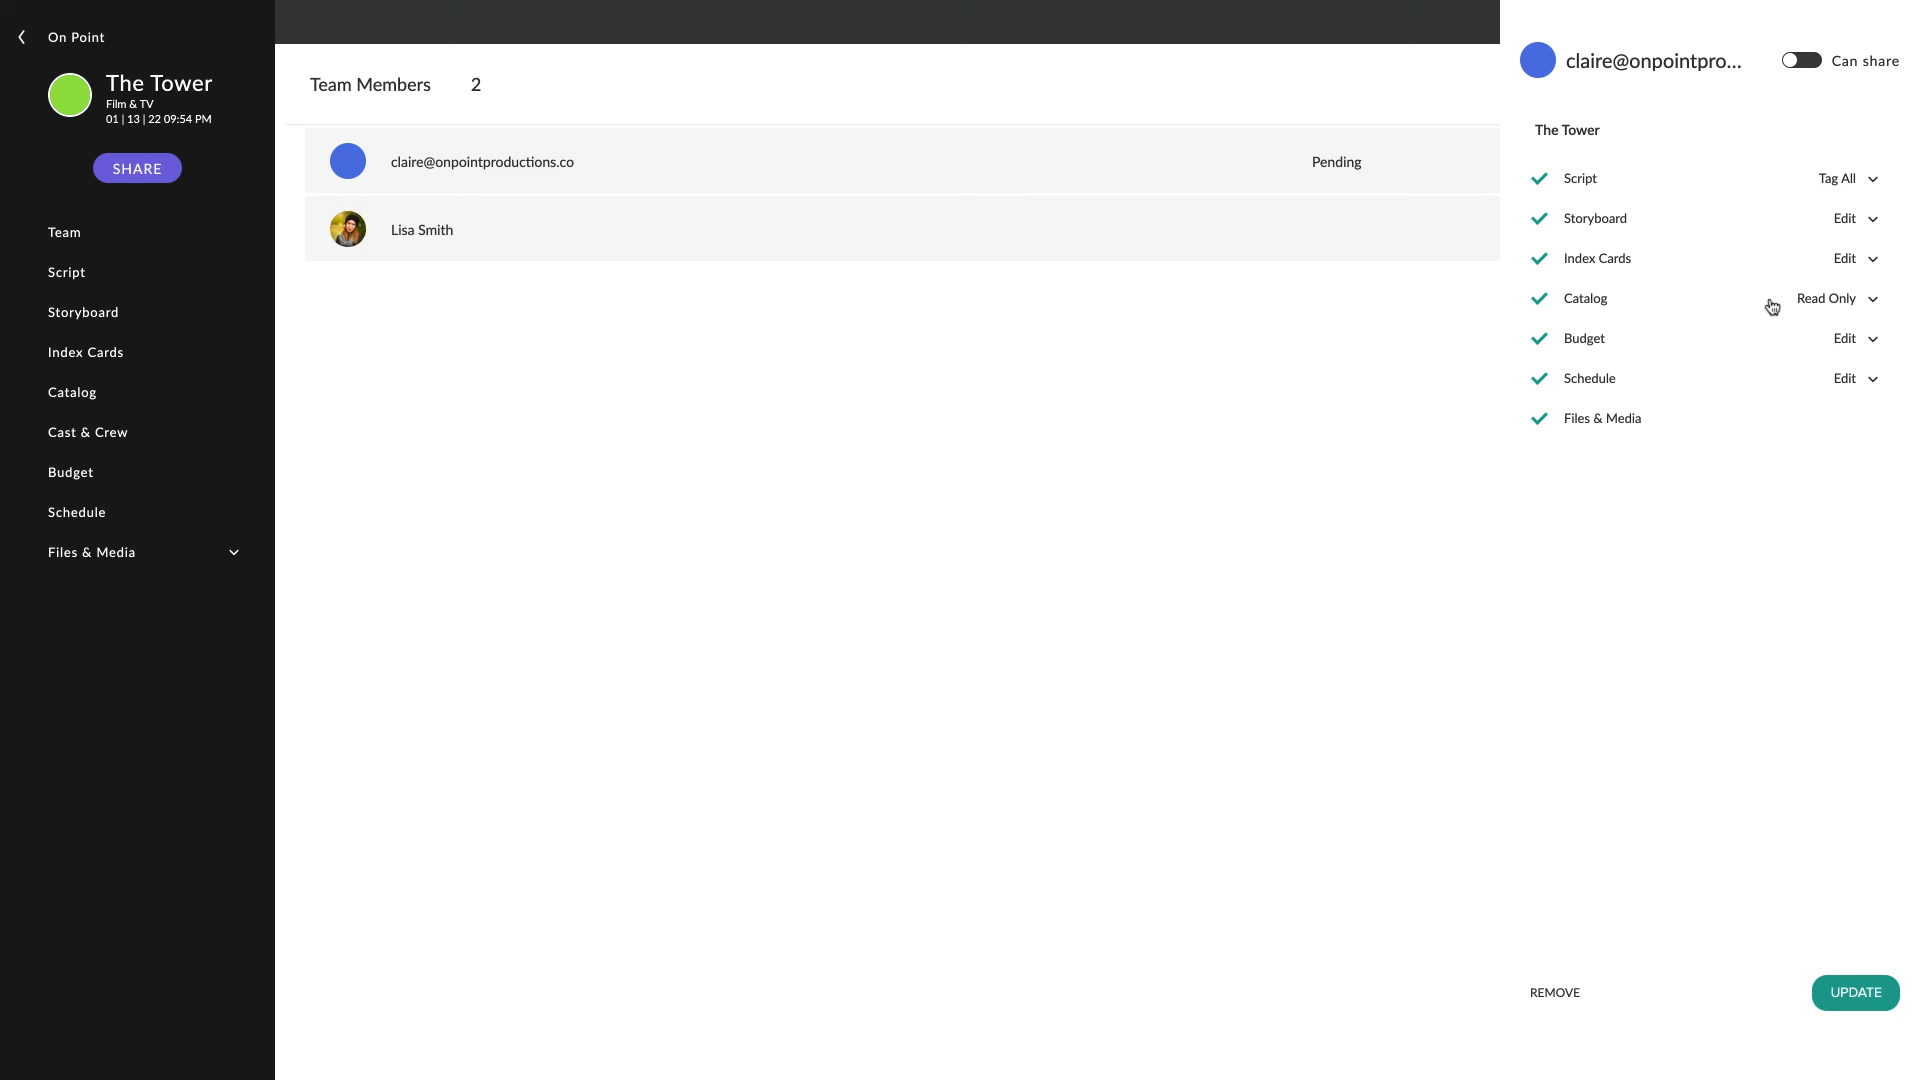 On Point
The Tower
Film & TV
01 | 13 | 22 09:54 PM
SHARE
Team
Script
Storyboard
Index Cards
Catalog
Cast & Crew
Budget
Schedule
Files & Media
Team Members 2
claire@onpointproductions.co Pending
Lisa Smith
claire@onpointpro... Can share
The Tower
Script Tag All
Storyboard Edit
Index Cards Edit
Catalog Read Only
Budget Edit
Schedule Edit
Files & Media
REMOVE UPDATE